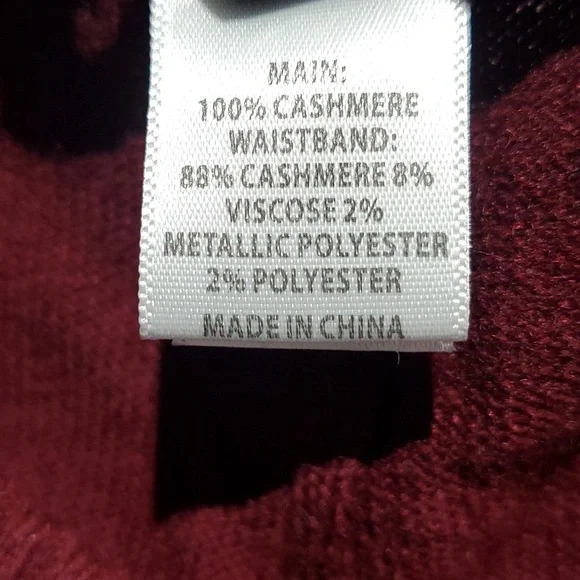 MAIN:
100% CASHMERE
WAISTBAND:
88% CASHMERE 8%
VISCOSE 2%
METALLIC POLYESTER
2% POLYESTER
MADE IN CHINA